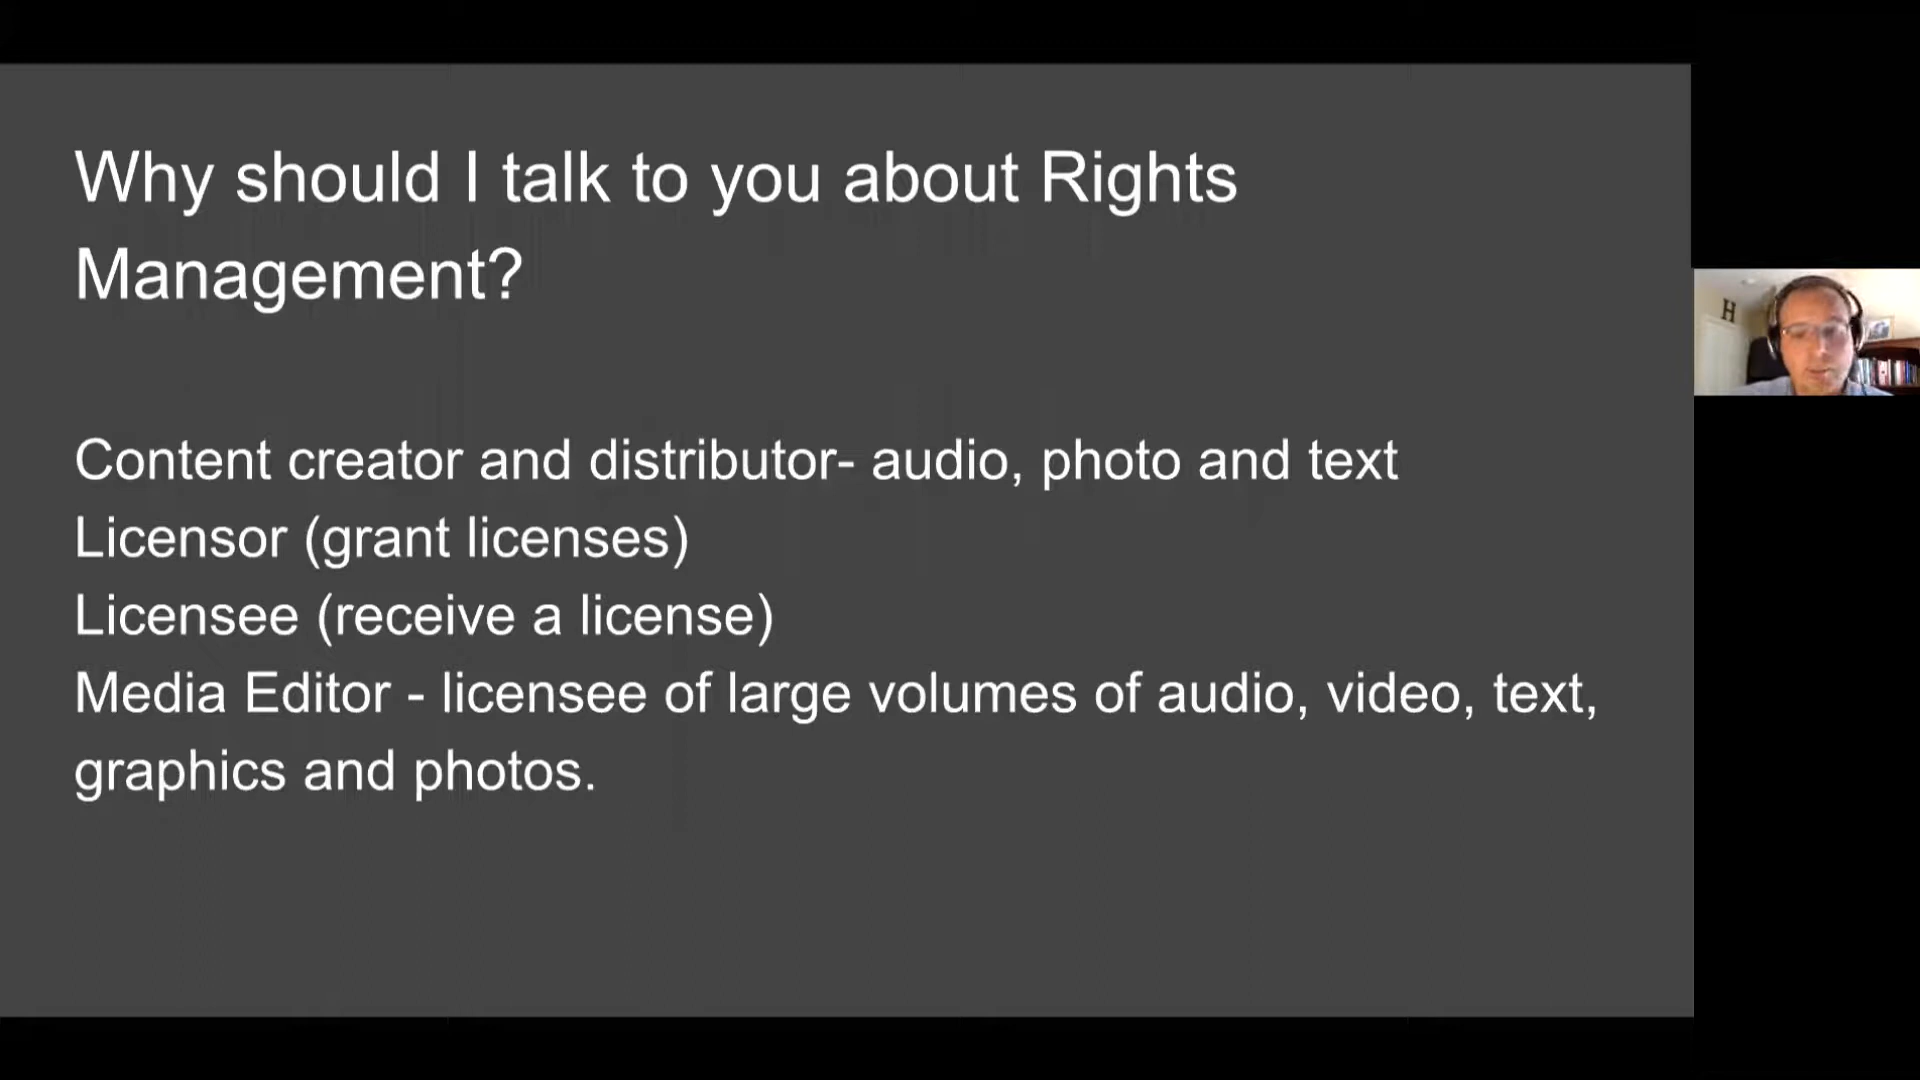 Why should I talk to you about Rights
Management?
Content creator and distributor- audio, photo and text
Licensor (grant licenses)
Licensee (receive a license)
Media Editor - licensee of large volumes of audio, video, text,
graphics and photos.
H